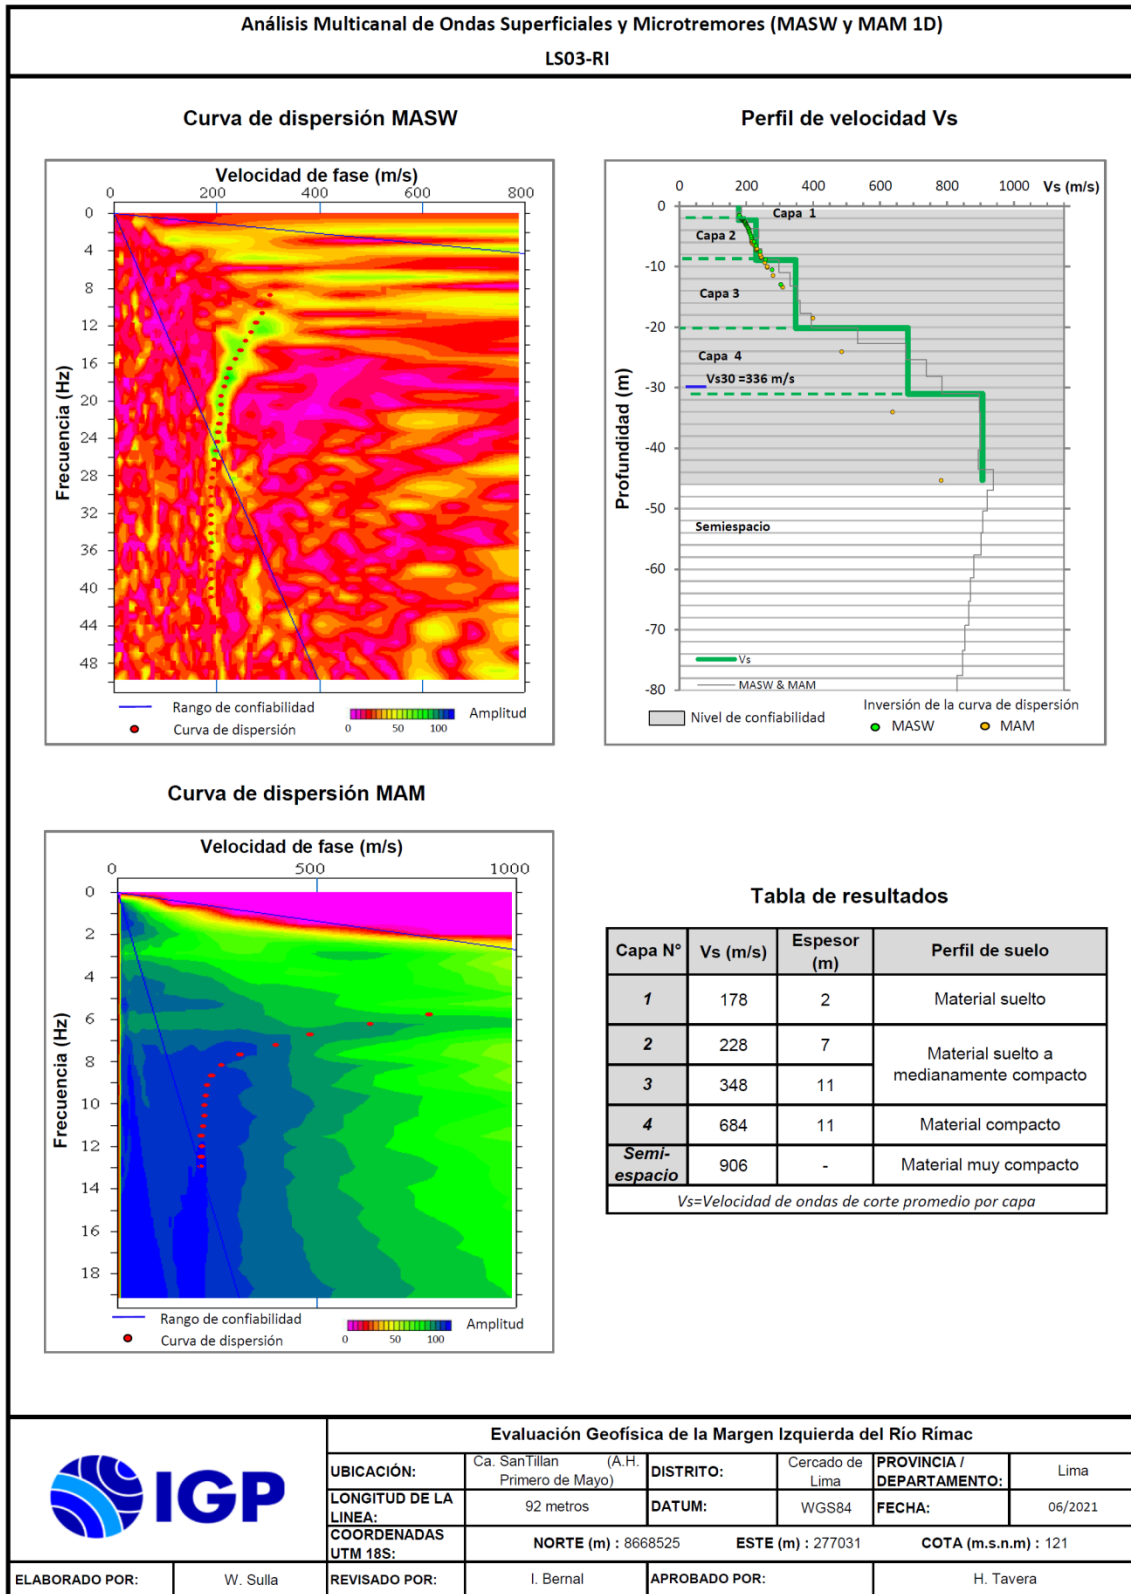 Análisis Multicanal de Ondas Superficiales y Microtremores (MASW y MAM 1D)
LS03-RI
Curva de dispersión MASW
Velocidad de fase (m/s)
0 200 400 600 800
Frecuencia (Hz)
0
4
8
12
16
20
24
28
32
36
40
44
48
Rango de confiabilidad
Curva de dispersión
0 50 100
Amplitud
Perfil de velocidad Vs
0 200 400 600 800 1000 Vs (m/s)
Profundidad (m)
0
-10
-20
-30
-40
-50
-60
-70
-80
Capa 1
Capa 2
Capa 3
Capa 4
Vs30 =336 m/s
Semiespacio
Vs
MASW & MAM
Nivel de confiabilidad
Inversión de la curva de dispersión
MASW MAM
Curva de dispersión MAM
Velocidad de fase (m/s)
0 500 1000
Frecuencia (Hz)
0
2
4
6
8
10
12
14
16
18
Rango de confiabilidad
Curva de dispersión
0 50 100
Amplitud
Tabla de resultados
Capa N° Vs (m/s) Espesor (m) Perfil de suelo
1 178 2 Material suelto
2 228 7 Material suelto a medianamente compacto
3 348 11
4 684 11 Material compacto
Semi-espacio 906 - Material muy compacto
Vs=Velocidad de ondas de corte promedio por capa
IGP
Evaluación Geofísica de la Margen Izquierda del Río Rímac
UBICACIÓN: Ca. SanTillan (A.H. Primero de Mayo) DISTRITO: Cercado de Lima PROVINCIA / DEPARTAMENTO: Lima
LONGITUD DE LA LINEA: 92 metros DATUM: WGS84 FECHA: 06/2021
COORDENADAS UTM 18S: NORTE (m) : 8668525 ESTE (m) : 277031 COTA (m.s.n.m) : 121
ELABORADO POR: W. Sulla REVISADO POR: I. Bernal APROBADO POR: H. Tavera